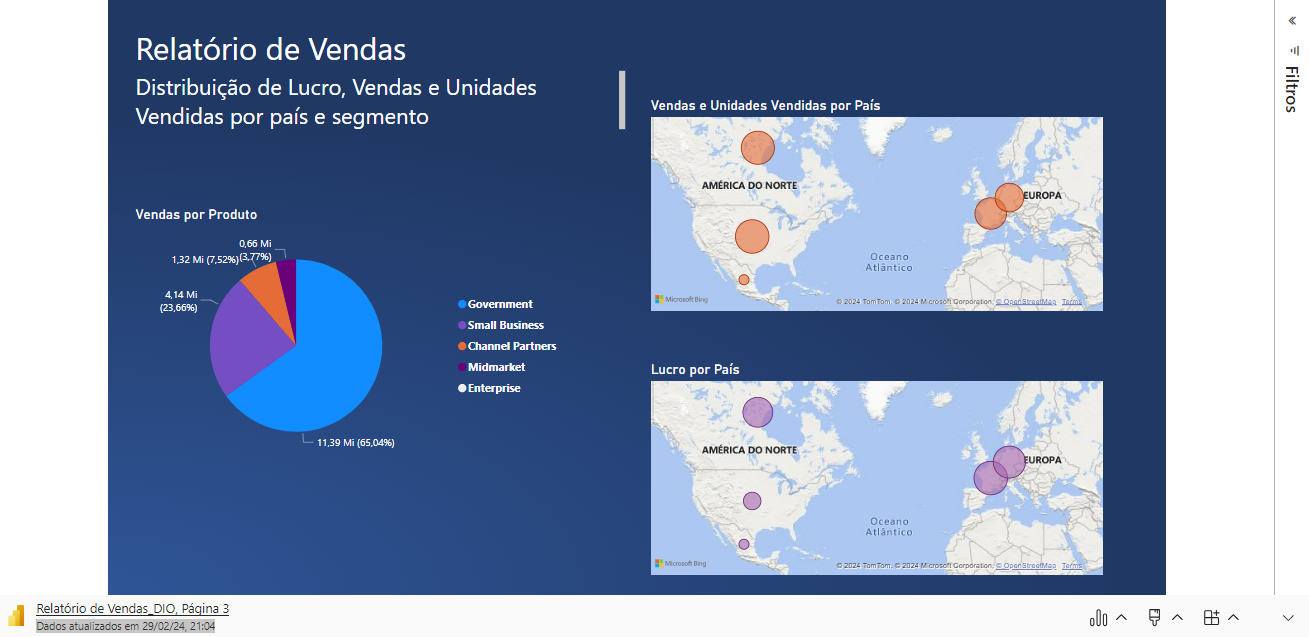 Relatório de Vendas
Distribuição de Lucro, Vendas e Unidades
Vendidas por país e segmento
Vendas por Produto
0,66 Mi
(3,77%)
1,32 Mi (7,52%)
4,14 Mi
(23,66%)
11,39 Mi (65,04%)
Government
Small Business
Channel Partners
Midmarket
Enterprise
Vendas e Unidades Vendidas por País
AMÉRICA DO NORTE
EUROPA
Oceano
Atlântico
Microsoft Bing
© 2024 TomTom, © 2024 Microsoft Corporation, © OpenStreetMap Terms
Lucro por País
AMÉRICA DO NORTE
EUROPA
Oceano
Atlântico
Microsoft Bing
© 2024 TomTom, © 2024 Microsoft Corporation, © OpenStreetMap Terms
Filtros
Relatório de Vendas_DIO, Página 3
Dados atualizados em 29/02/24, 21:04